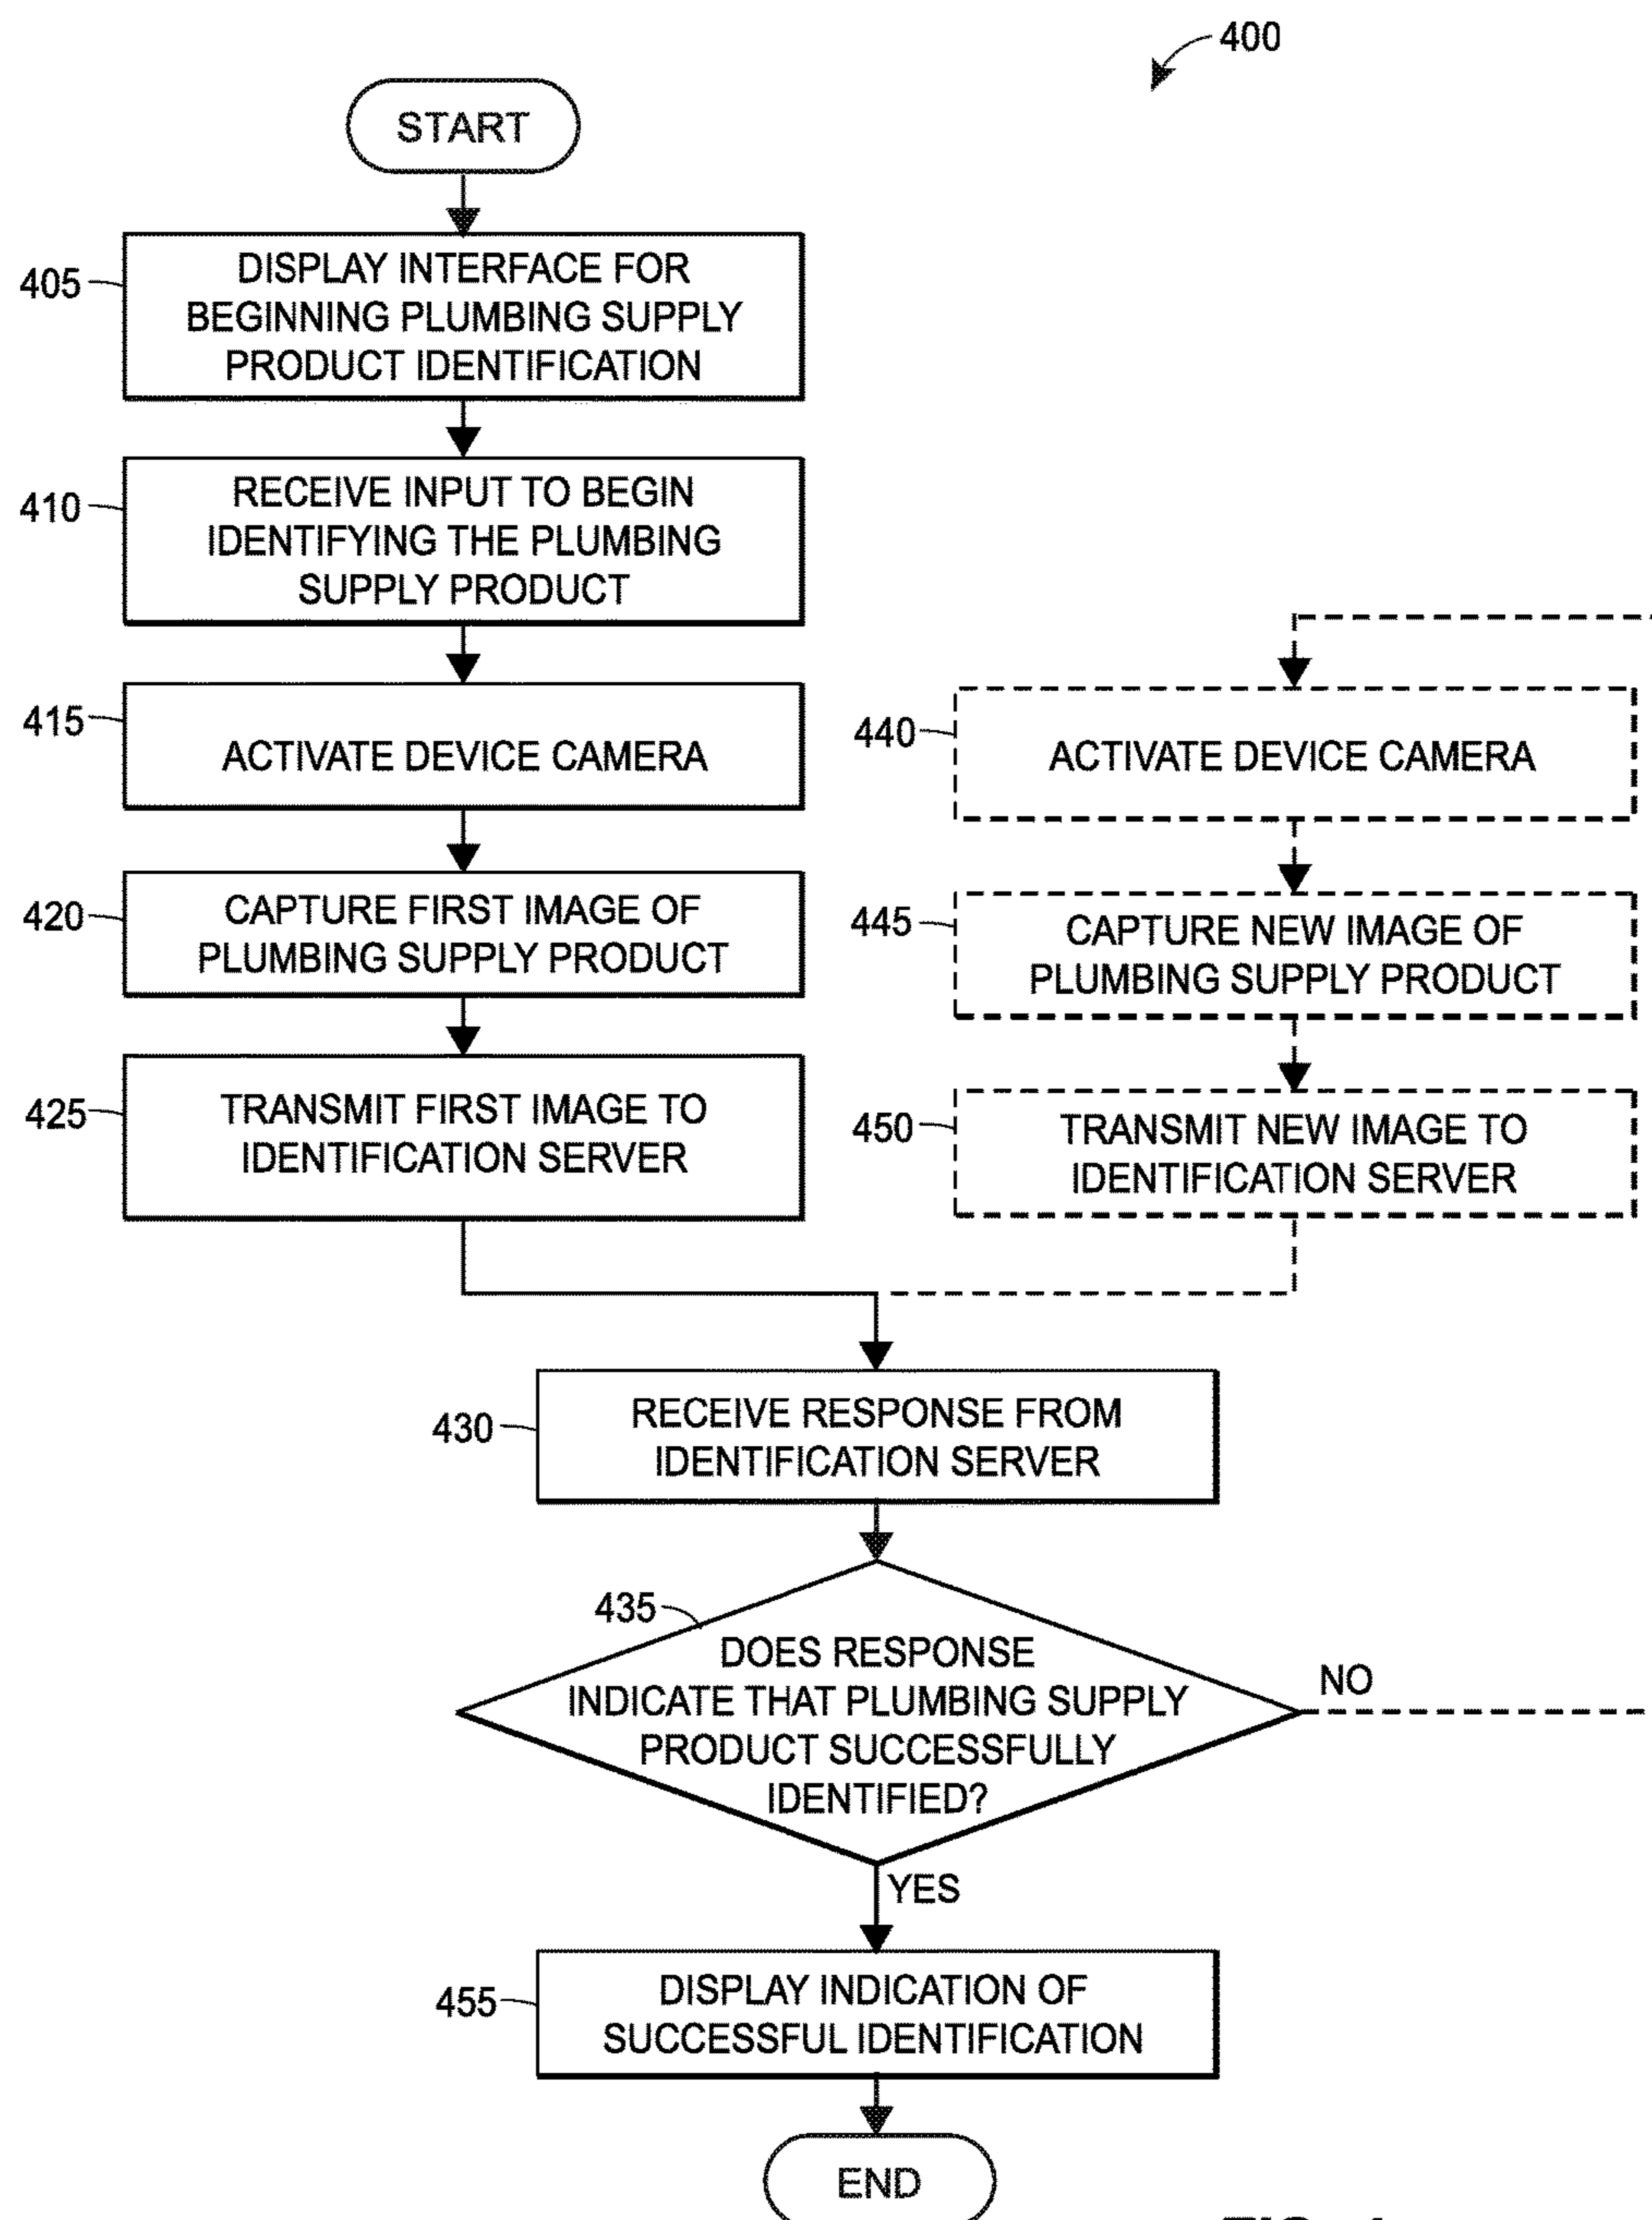 400
START
405
DISPLAY INTERFACE FOR
BEGINNING PLUMBING SUPPLY
PRODUCT IDENTIFICATION
410
RECEIVE INPUT TO BEGIN
IDENTIFYING THE PLUMBING
SUPPLY PRODUCT
415
ACTIVATE DEVICE CAMERA
420
CAPTURE FIRST IMAGE OF
PLUMBING SUPPLY PRODUCT
425
TRANSMIT FIRST IMAGE TO
IDENTIFICATION SERVER
440
ACTIVATE DEVICE CAMERA
445
CAPTURE NEW IMAGE OF
PLUMBING SUPPLY PRODUCT
450
TRANSMIT NEW IMAGE TO
IDENTIFICATION SERVER
430
RECEIVE RESPONSE FROM
IDENTIFICATION SERVER
435
DOES RESPONSE
INDICATE THAT PLUMBING SUPPLY
PRODUCT SUCCESSFULLY
IDENTIFIED?
NO
YES
455
DISPLAY INDICATION OF
SUCCESSFUL IDENTIFICATION
END